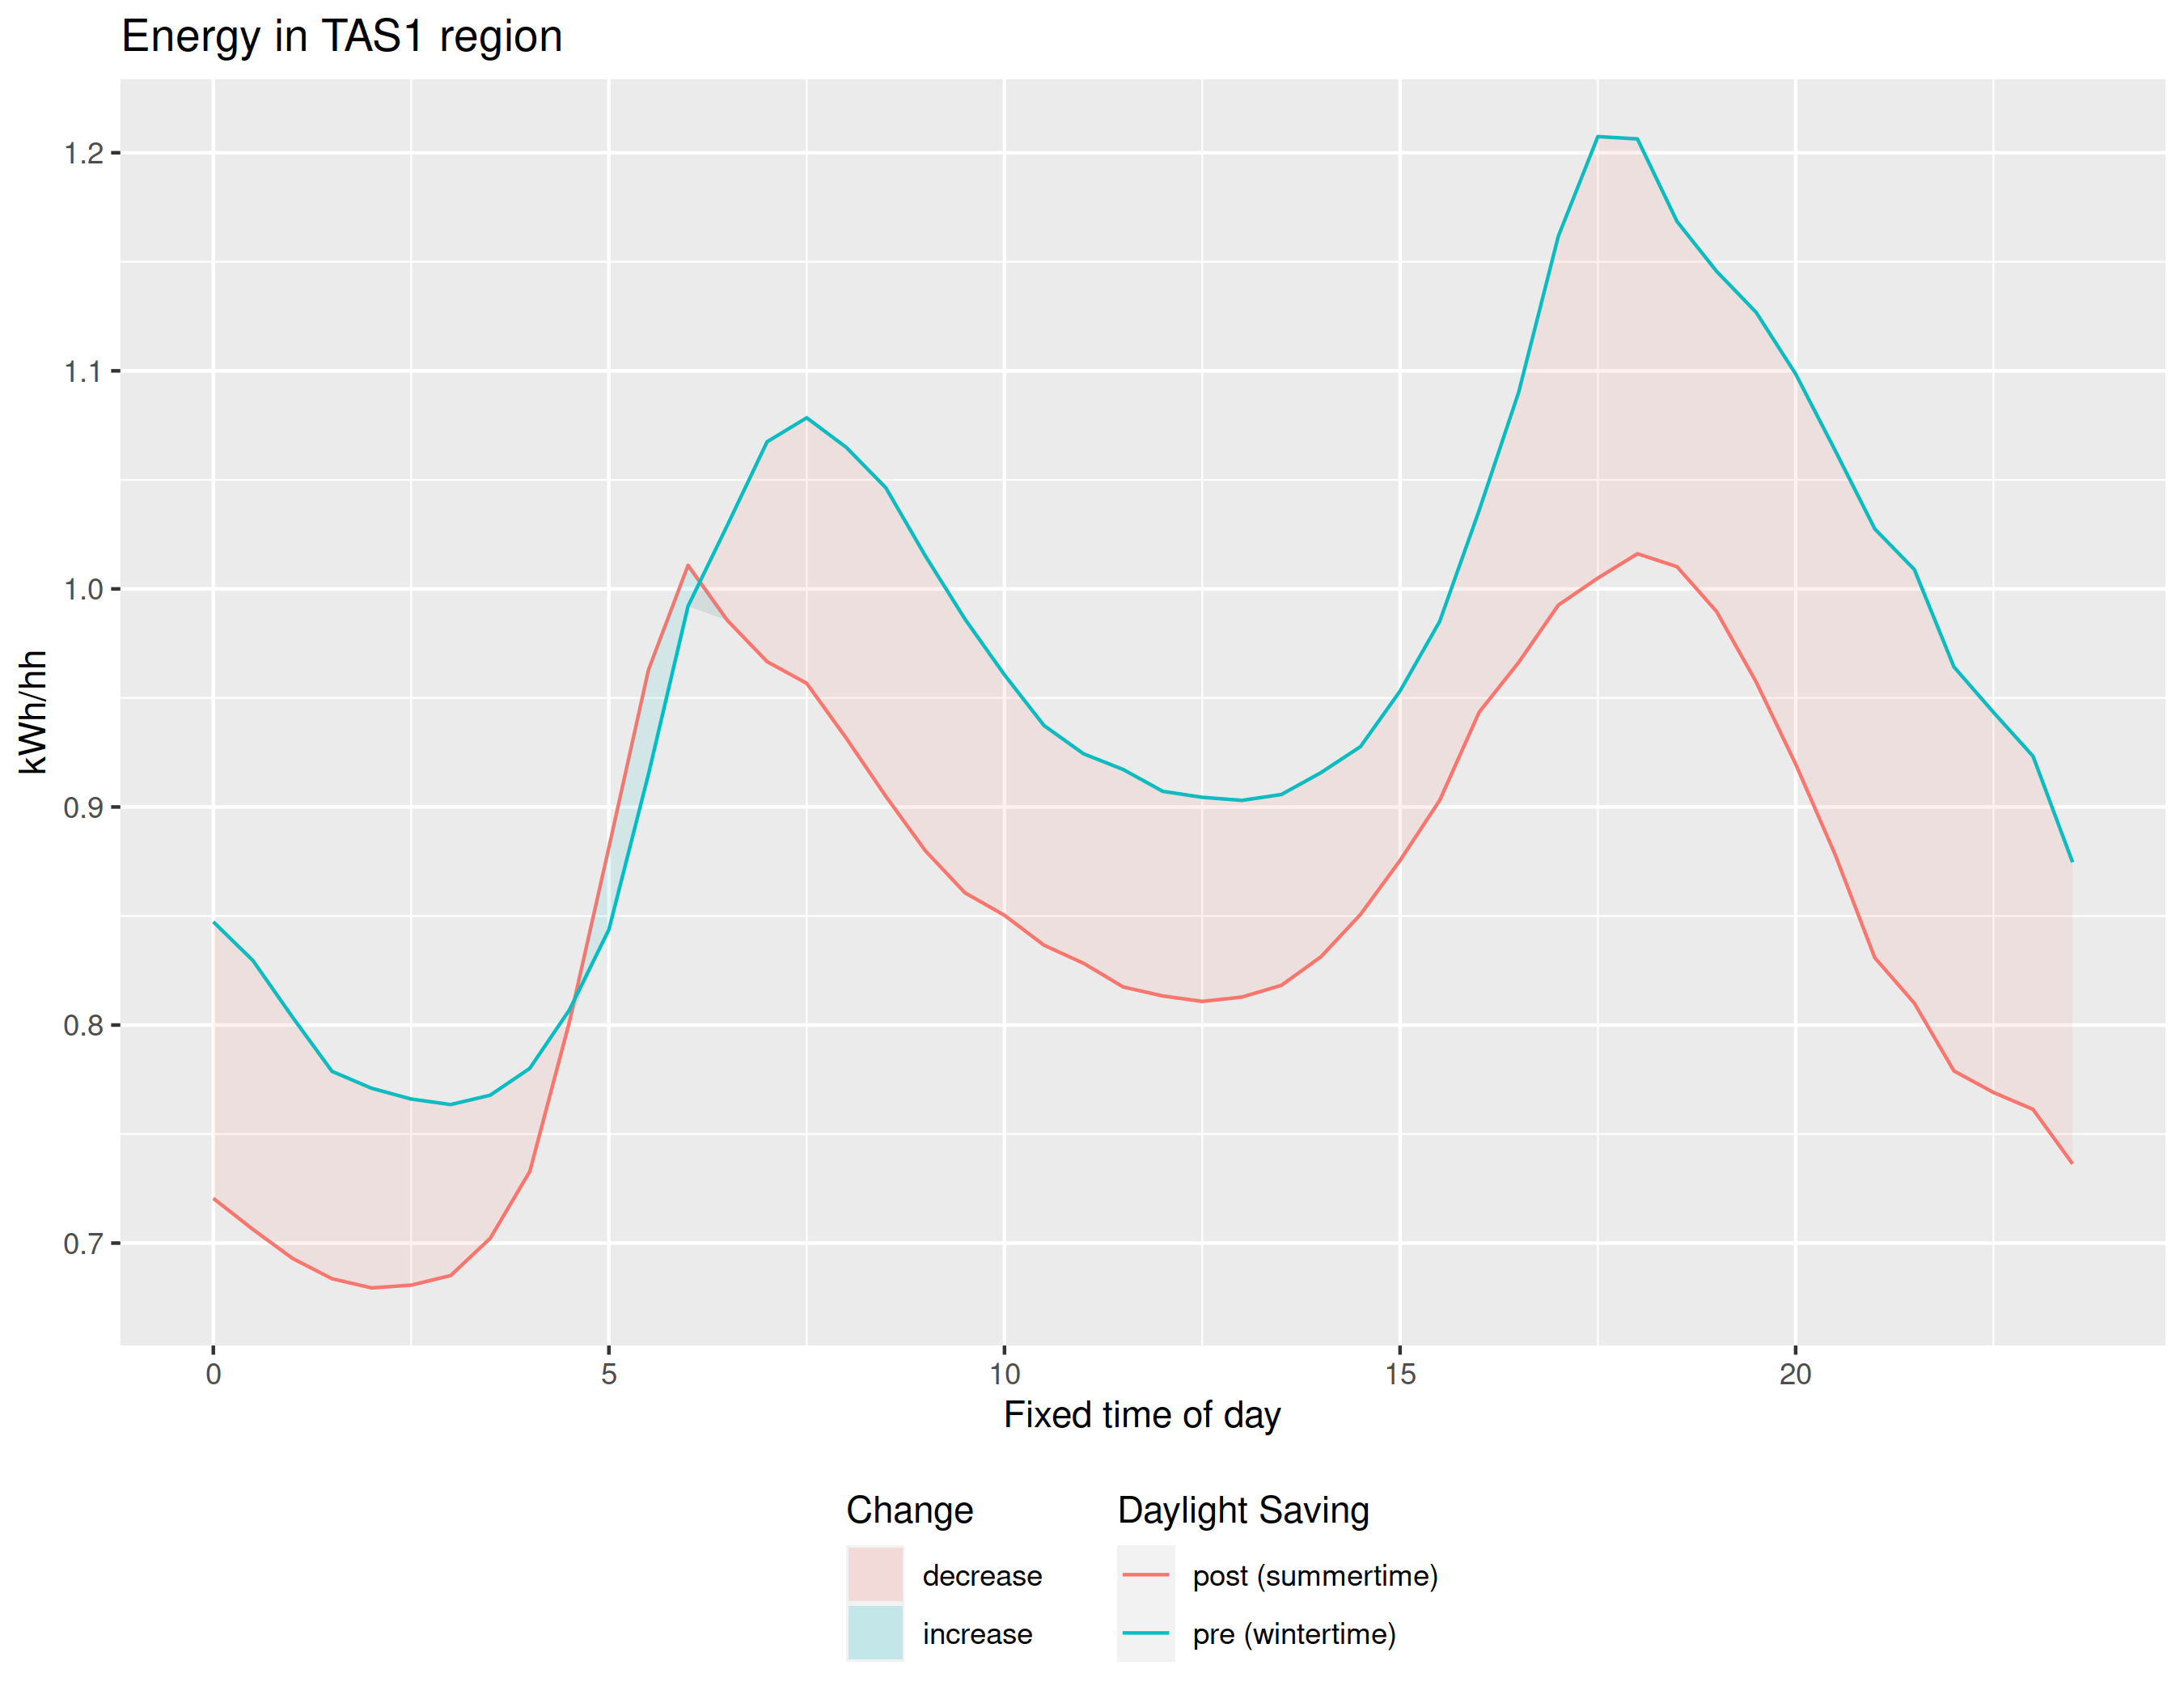 Energy in TAS1 region
kWh/hh
1.2
1.1
1.0
0.9
0.8
0.7
0 5 10 15 20
Fixed time of day
Change
decrease
increase
Daylight Saving
post (summertime)
pre (wintertime)